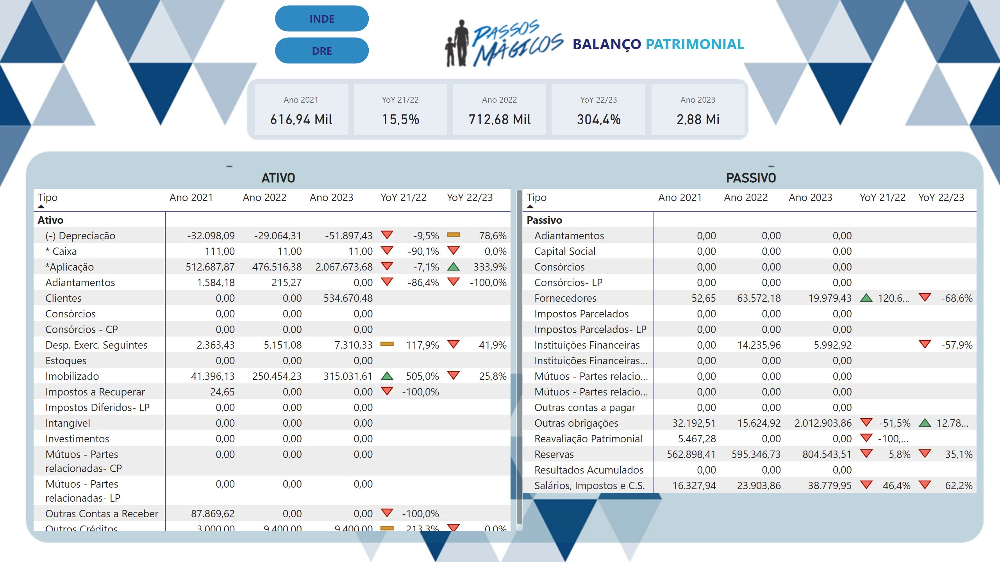 INDE
DRE
PASSOS
MÁGICOS
BALANÇO PATRIMONIAL
Ano 2021
616,94 Mil
YoY 21/22
15,5%
Ano 2022
712,68 Mil
YoY 22/23
304,4%
Ano 2023
2,88 Mi
ATIVO
Tipo Ano 2021 Ano 2022 Ano 2023 YoY 21/22 YoY 22/23
Ativo
(-) Depreciação -32.098,09 -29.064,31 -51.897,43 -9,5% 78,6%
* Caixa 111,00 11,00 11,00 -90,1% 0,0%
*Aplicação 512.687,87 476.516,38 2.067.673,68 -7,1% 333,9%
Adiantamentos 1.584,18 215,27 0,00 -86,4% -100,0%
Clientes 0,00 0,00 534.670,48
Consórcios 0,00 0,00 0,00
Consórcios - CP 0,00 0,00 0,00
Desp. Exerc. Seguintes 2.363,43 5.151,08 7.310,33 117,9% 41,9%
Estoques 0,00 0,00 0,00
Imobilizado 41.396,13 250.454,23 315.031,61 505,0% 25,8%
Impostos a Recuperar 24,65 0,00 0,00 -100,0%
Impostos Diferidos- LP 0,00 0,00 0,00
Intangível 0,00 0,00 0,00
Investimentos 0,00 0,00 0,00
Mútuos - Partes 0,00 0,00 0,00
relacionadas- CP
Mútuos - Partes 0,00 0,00 0,00
relacionadas- LP
Outras Contas a Receber 87.869,62 0,00 0,00 -100,0%
Outros Créditos 3.000,00 9.400,00 9.400,00 213,3% 0,0%
PASSIVO
Tipo Ano 2021 Ano 2022 Ano 2023 YoY 21/22 YoY 22/23
Passivo
Adiantamentos 0,00 0,00 0,00
Capital Social 0,00 0,00 0,00
Consórcios 0,00 0,00 0,00
Consórcios- LP 0,00 0,00 0,00
Fornecedores 52,65 63.572,18 19.979,43 120.6... -68,6%
Impostos Parcelados 0,00 0,00 0,00
Impostos Parcelados- LP 0,00 0,00 0,00
Instituições Financeiras 0,00 14.235,96 5.992,92 -57,9%
Instituições Financeiras... 0,00 0,00 0,00
Mútuos - Partes relacio... 0,00 0,00 0,00
Mútuos - Partes relacio... 0,00 0,00 0,00
Outras contas a pagar 0,00 0,00 0,00
Outras obrigações 32.192,51 15.624,92 2.012.903,86 -51,5% 12.78...
Reavaliação Patrimonial 5.467,28 0,00 0,00 -100,...
Reservas 562.898,41 595.346,73 804.543,51 5,8% 35,1%
Resultados Acumulados 0,00 0,00 0,00
Salários, Impostos e C.S. 16.327,94 23.903,86 38.779,95 46,4% 62,2%